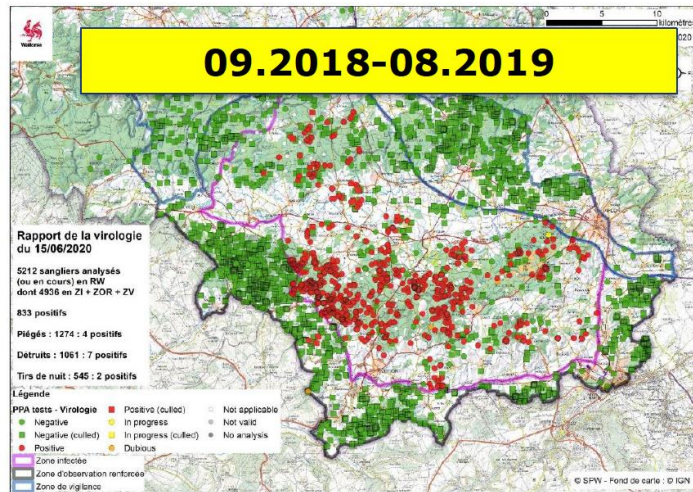 Wallonie
0 5 10
kilomètres
09.2018-08.2019
2020
Rapport de la virologie
du 15/06/2020
5212 sangliers analysés
(ou en cours) en RW
dont 4936 en ZI + ZOR + ZV
833 positifs
Piégés : 1274 : 4 positifs
Détruits : 1061 : 7 positifs
Tirs de nuit : 545 : 2 positifs
Légende
PPA tests - Virologie
Negative
Negative (culled)
Positive
Positive (culled)
In progress
In progress (culled)
Dubious
Not applicable
Not valid
No analysis
Zone infectée
Zone d'observation renforcée
Zone de vigilance
© SPW - Fond de carte : © IGN